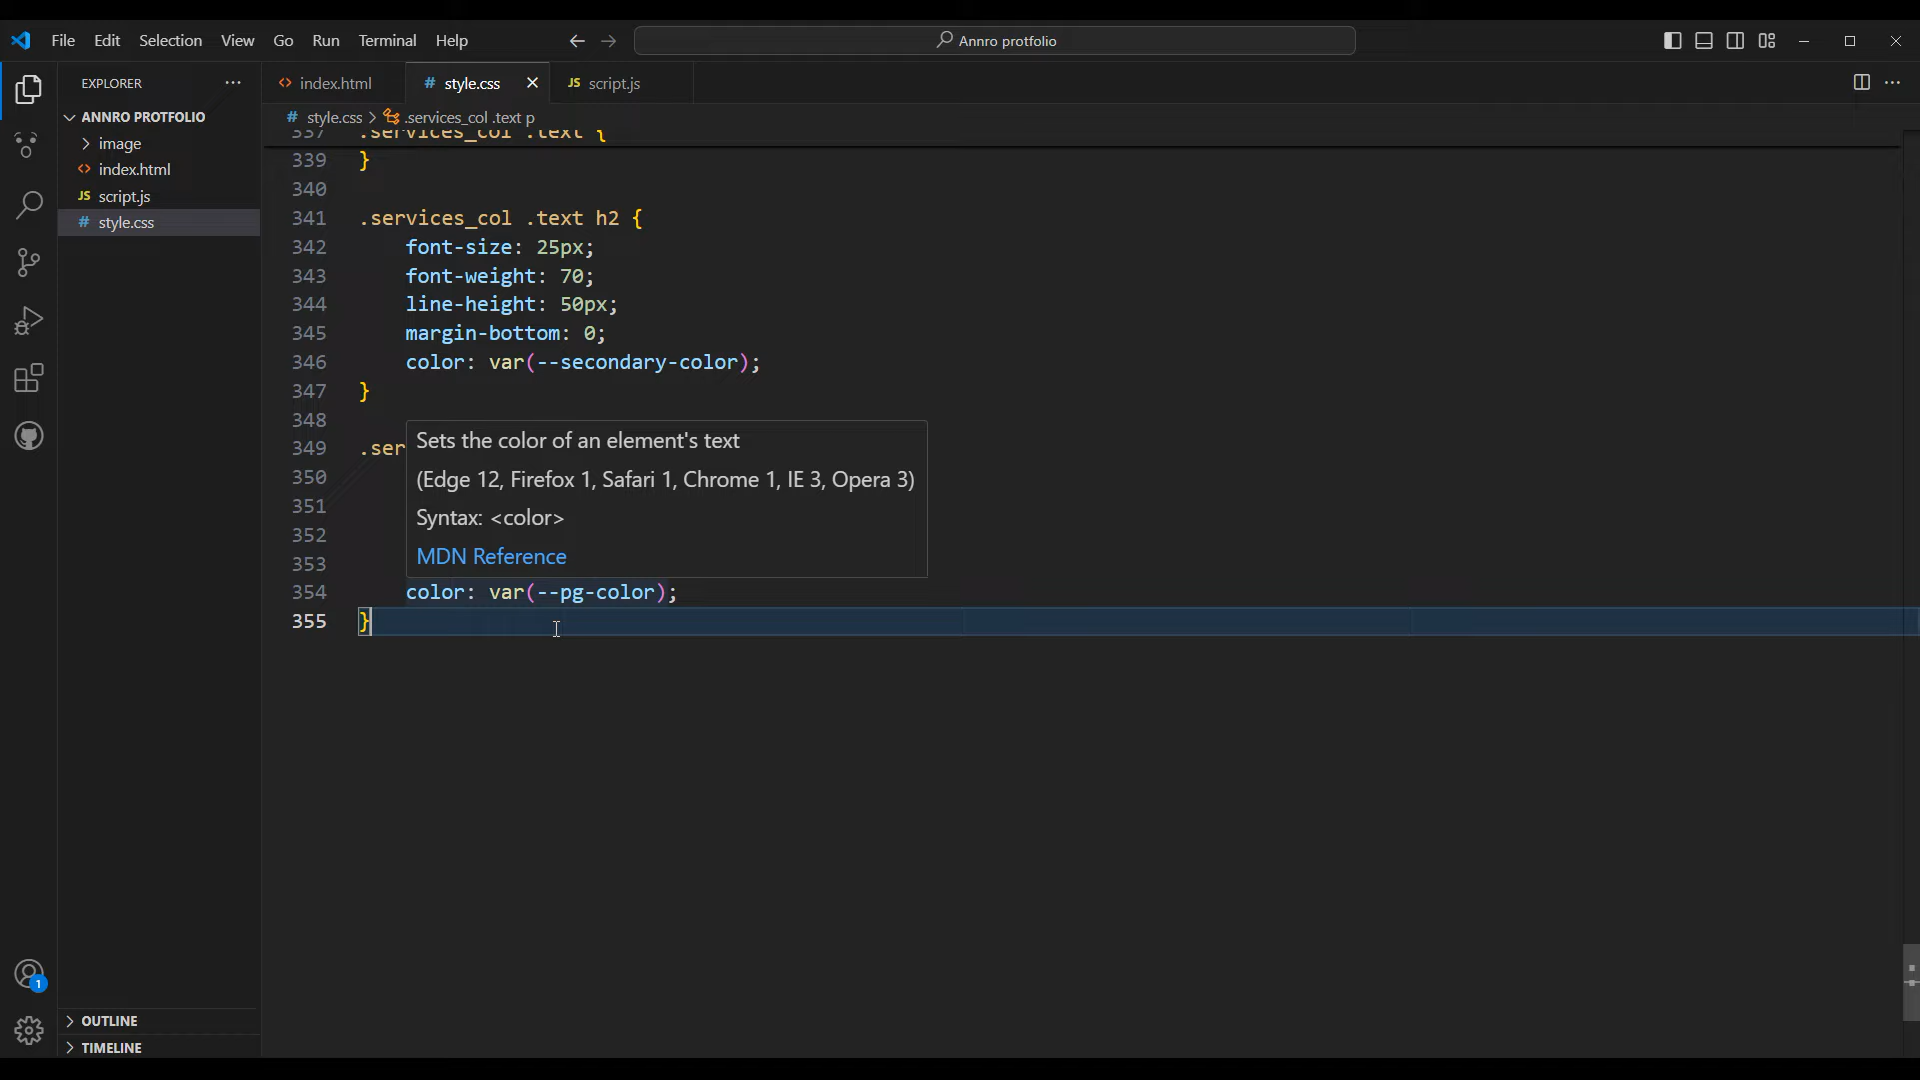 File Edit Selection View Go Run Terminal Help
Annro protfolio
EXPLORER
index.html
# style.css
JS script.js
ANNRO PROTFOLIO
image
index.html
JS script.js
# style.css
# style.css > .services_col .text p
337 .services_col .text {
339 }
340
341 .services_col .text h2 {
342 font-size: 25px;
343 font-weight: 70;
344 line-height: 50px;
345 margin-bottom: 0;
346 color: var(--secondary-color);
347 }
348
349 .ser
350
351
352
353
Sets the color of an element's text
(Edge 12, Firefox 1, Safari 1, Chrome 1, IE 3, Opera 3)
Syntax: <color>
MDN Reference
354 color: var(--pg-color);
355 }
1
OUTLINE
TIMELINE